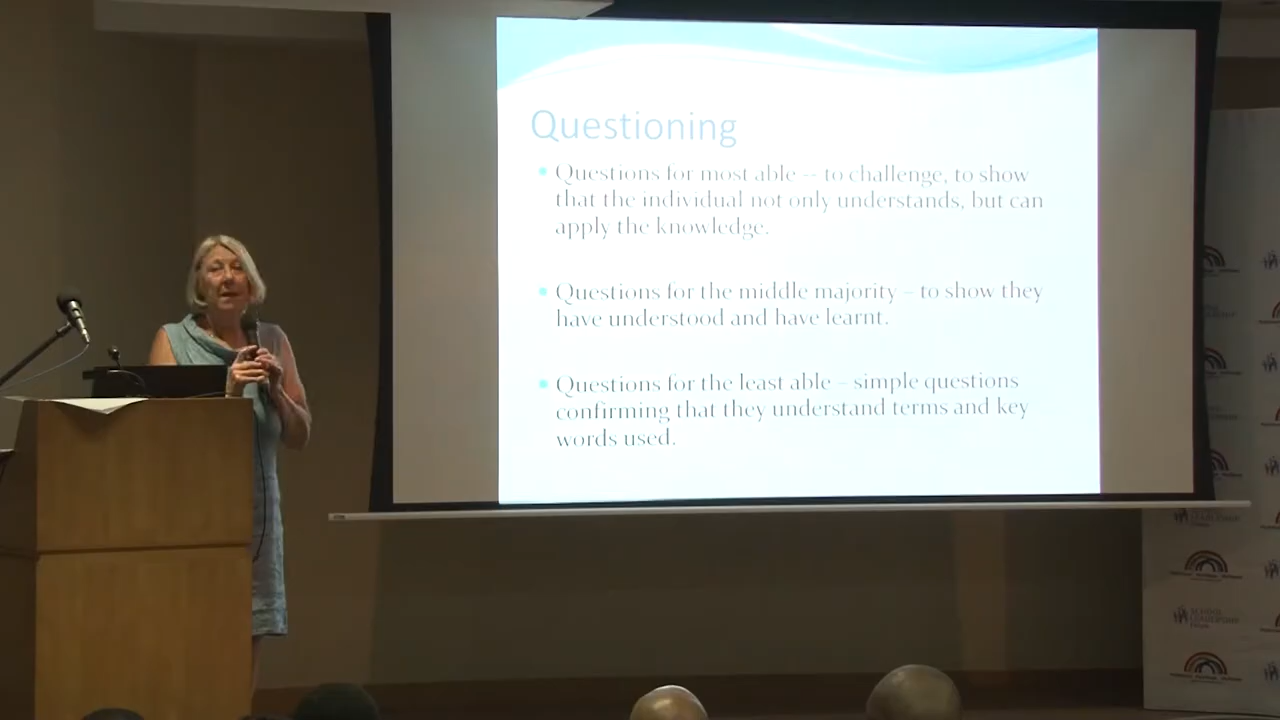 Questioning
Questions for most able -- to challenge, to show
that the individual not only understands, but can
apply the knowledge.
Questions for the middle majority – to show they
have understood and have learnt.
Questions for the least able – simple questions
confirming that they understand terms and key
words used.
SCHOOL
LEADERSHIP